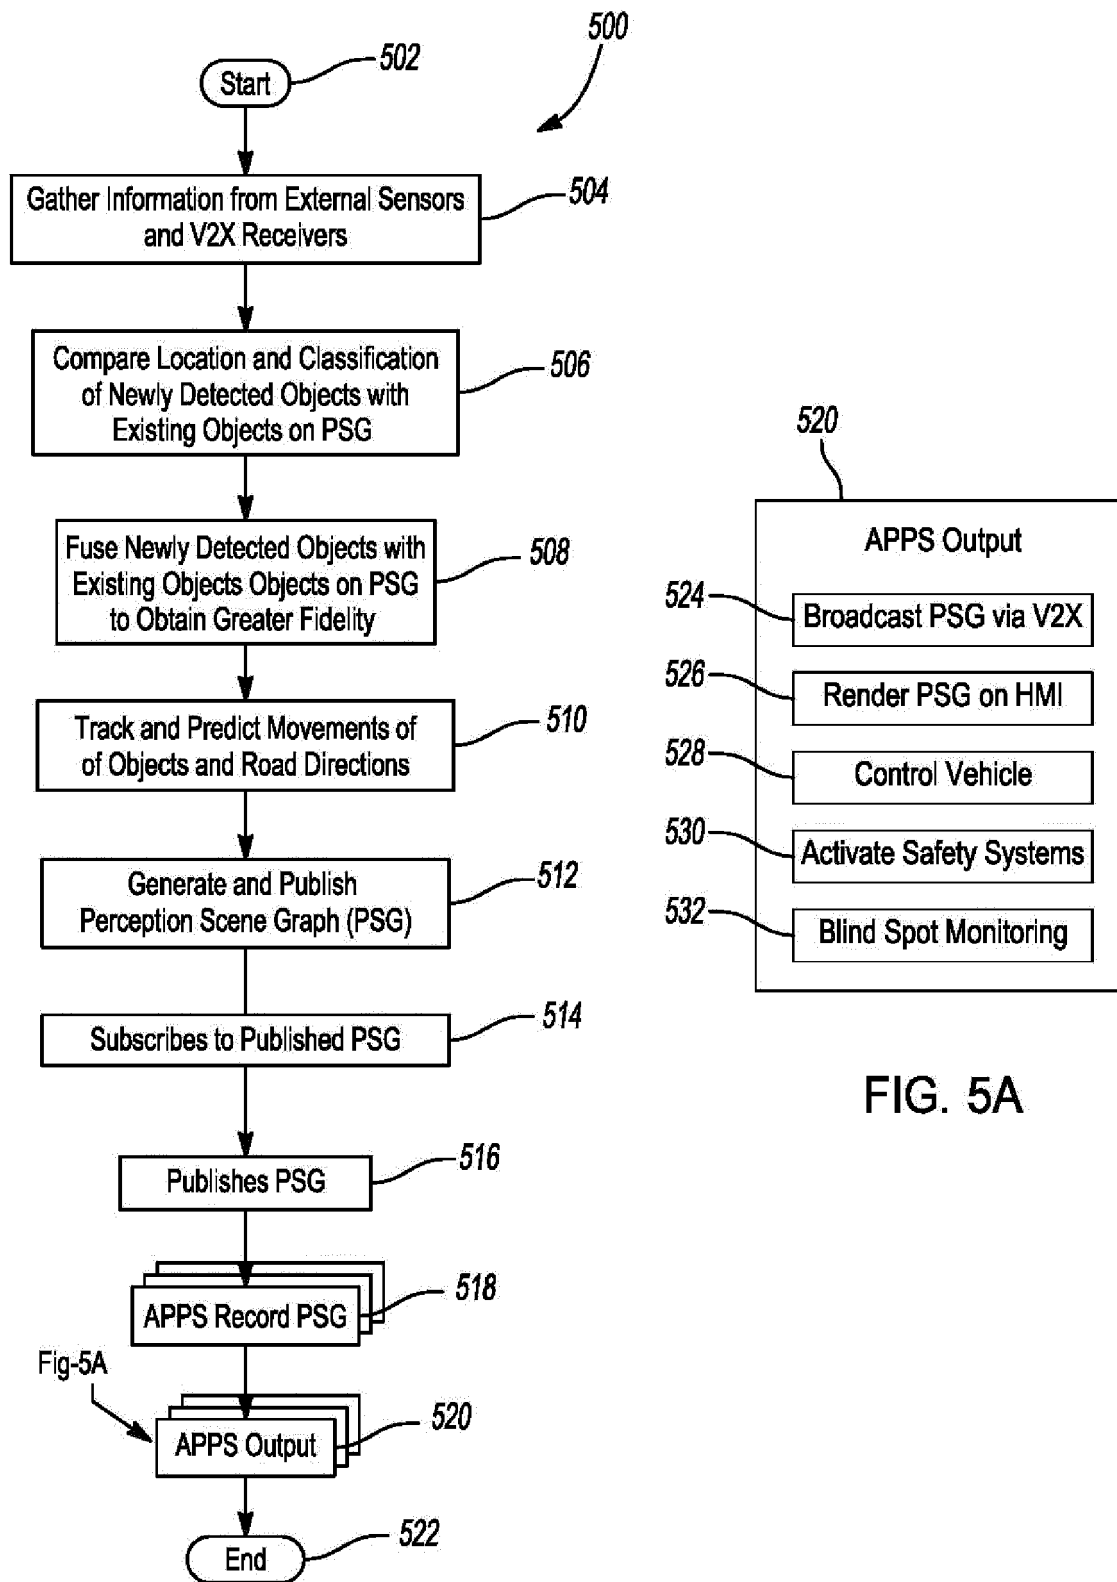 500
502
Start
504
Gather Information from External Sensors
and V2X Receivers
506
Compare Location and Classification
of Newly Detected Objects with
Existing Objects on PSG
508
Fuse Newly Detected Objects with
Existing Objects Objects on PSG
to Obtain Greater Fidelity
510
Track and Predict Movements of
of Objects and Road Directions
512
Generate and Publish
Perception Scene Graph (PSG)
514
Subscribes to Published PSG
516
Publishes PSG
518
APPS Record PSG
Fig-5A
520
APPS Output
522
End
520
APPS Output
524
Broadcast PSG via V2X
526
Render PSG on HMI
528
Control Vehicle
530
Activate Safety Systems
532
Blind Spot Monitoring
FIG. 5A